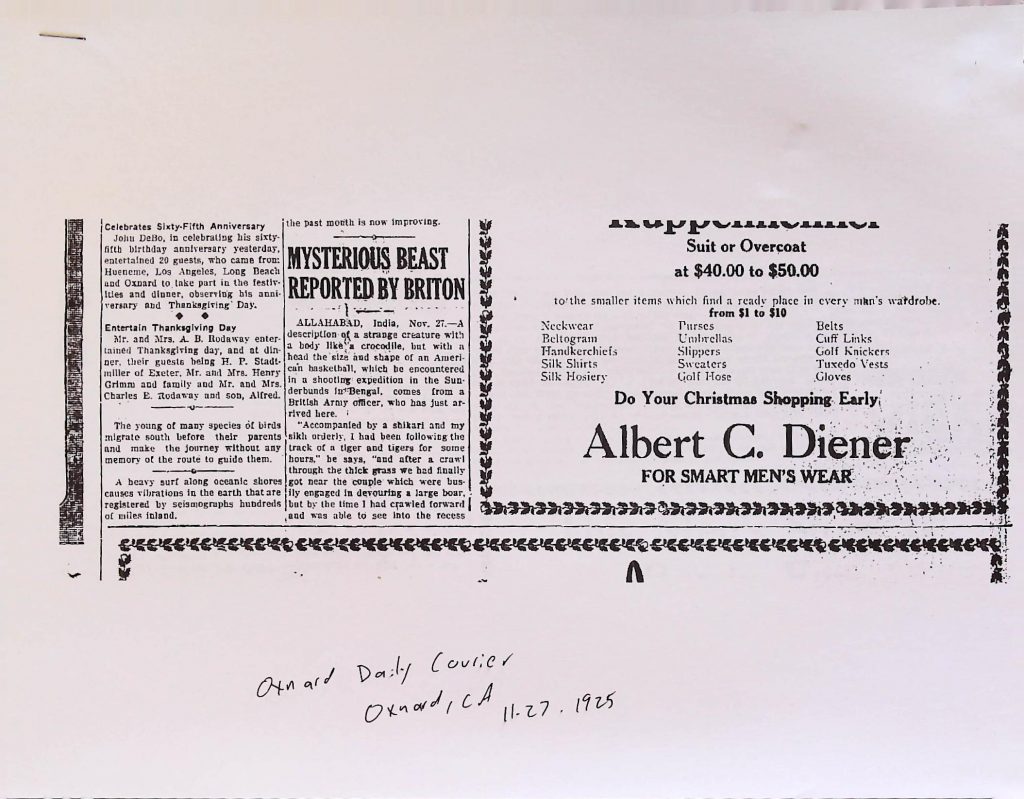 Celebrates Sixty-Fifth Anniversary
John DeBo, in celebrating his sixty-
fifth birthday anniversary yesterday,
entertained 20 guests, who came from
Hueneme, Los Angeles, Long Beach
and Oxnard to take part in the festiv-
ities and dinner, observing his anni-
versary and Thanksgiving Day.
Entertain Thanksgiving Day
Mr. and Mrs. A. B. Rodaway enter-
tained Thanksgiving day, and at din-
ner, their guests being H. P. Stadt-
miller of Exeter, Mr. and Mrs. Henry
Grimm and family and Mr. and Mrs.
Charles E. Rodaway and son, Alfred.
The young of many species of birds
migrate south before their parents
and make the journey without any
memory of the route to guide them.
A heavy surf along oceanic shores
causes vibrations in the earth that are
registered by seismographs hundreds
of miles inland.
the past month is now improving.
MYSTERIOUS BEAST
REPORTED BY BRITON
ALLAHABAD, India, Nov. 27.—A
description of a strange creature with
a body like a crocodile, but with a
head the size and shape of an Ameri-
can basketball, which be encountered
in a shooting expedition in the Sun-
derbunds in Bengal, comes from a
British Army officer, who has just ar-
rived here.
"Accompanied by a shikari and my
sikh orderly, I had been following the
track of a tiger and tigers for some
hours," he says, "and after a crawl
through the thick grass we had finally
got near the couple which were bus-
ily engaged in devouring a large boar,
but by the time I had crawled forward
and was able to see into the recess
Kuppenheimer
Suit or Overcoat
at $40.00 to $50.00
to the smaller items which find a ready place in every man's wardrobe.
from $1 to $10
Neckwear Purses Belts
Beltogram Umbrellas Cuff Links
Handkerchiefs Slippers Golf Knickers
Silk Shirts Sweaters Tuxedo Vests
Silk Hosiery Golf Hose Gloves
Do Your Christmas Shopping Early
Albert C. Diener
FOR SMART MEN'S WEAR
Oxnard Daily Courier
Oxnard, CA 11-27-1925